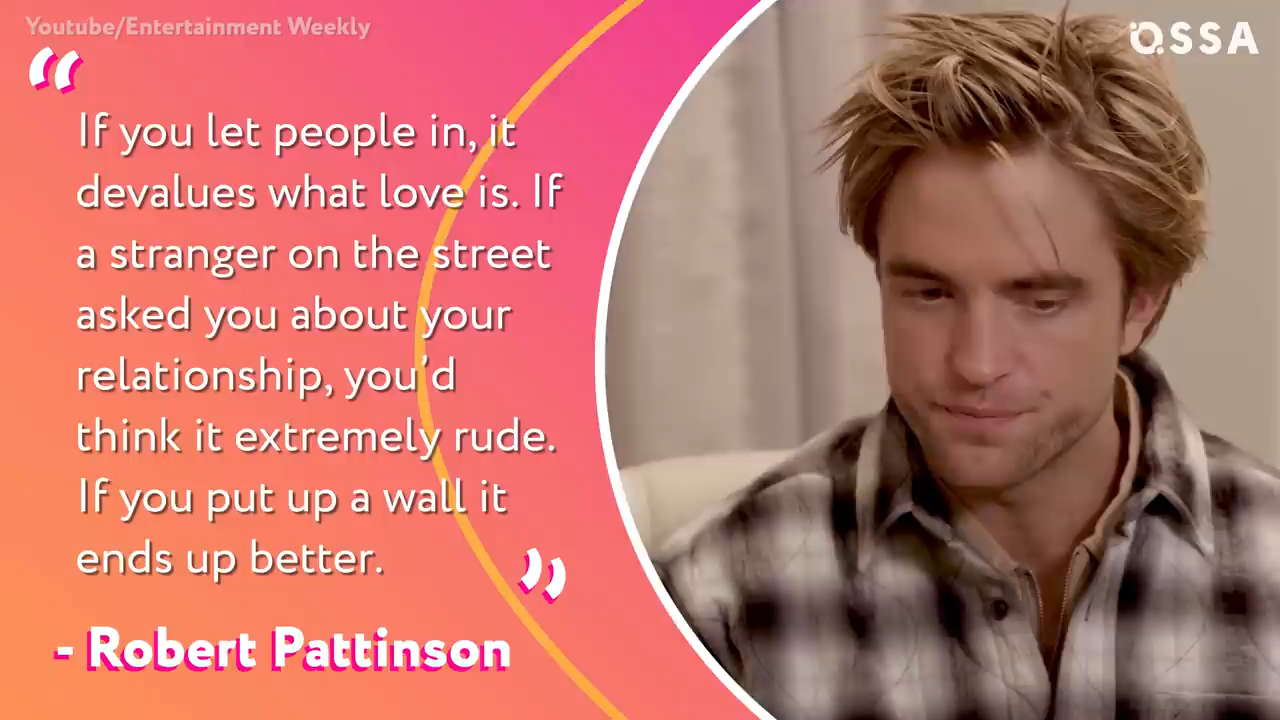 Youtube/Entertainment Weekly
OSSA
“
If you let people in, it
devalues what love is. If
a stranger on the street
asked you about your
relationship, you’d
think it extremely rude.
If you put up a wall it
ends up better.
”
- Robert Pattinson